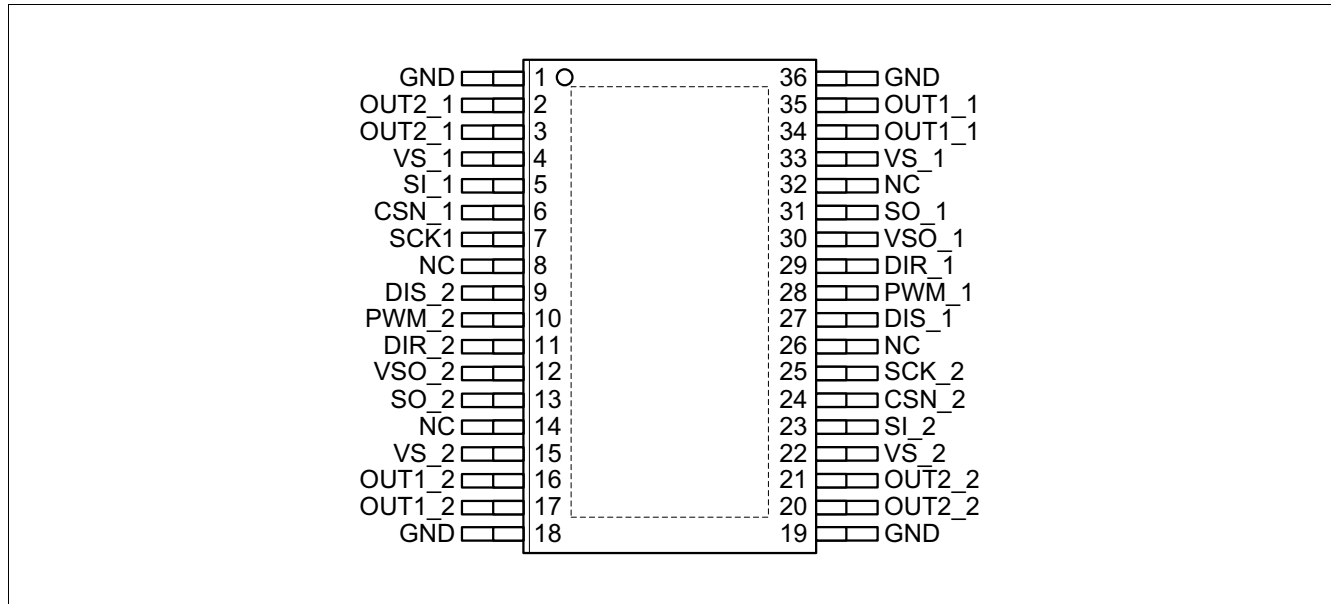 GND 1 36 GND
OUT2_1 2 35 OUT1_1
OUT2_1 3 34 OUT1_1
VS_1 4 33 VS_1
SI_1 5 32 NC
CSN_1 6 31 SO_1
SCK1 7 30 VSO_1
NC 8 29 DIR_1
DIS_2 9 28 PWM_1
PWM_2 10 27 DIS_1
DIR_2 11 26 NC
VSO_2 12 25 SCK_2
SO_2 13 24 CSN_2
NC 14 23 SI_2
VS_2 15 22 VS_2
OUT1_2 16 21 OUT2_2
OUT1_2 17 20 OUT2_2
GND 18 19 GND